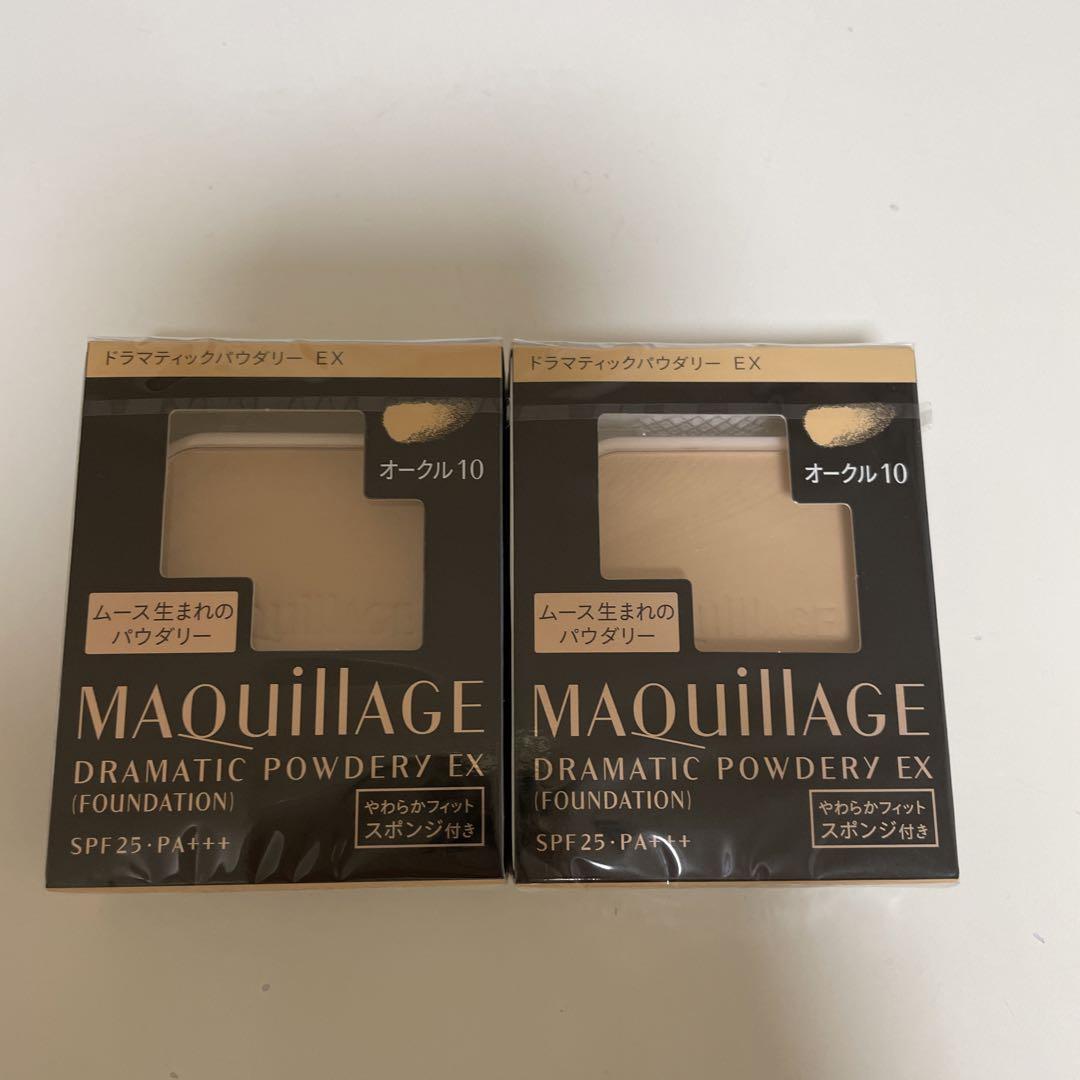 ドラマティックパウダリー EX
オークル10
ムース生まれの
パウダリー
MAQuillAGE
DRAMATIC POWDERY EX
(FOUNDATION)
SPF25・PA+++
やわらかフィット
スポンジ付き
ドラマティックパウダリー EX
オークル10
ムース生まれの
パウダリー
MAQuillAGE
DRAMATIC POWDERY EX
(FOUNDATION)
SPF25・PA+++
やわらかフィット
スポンジ付き